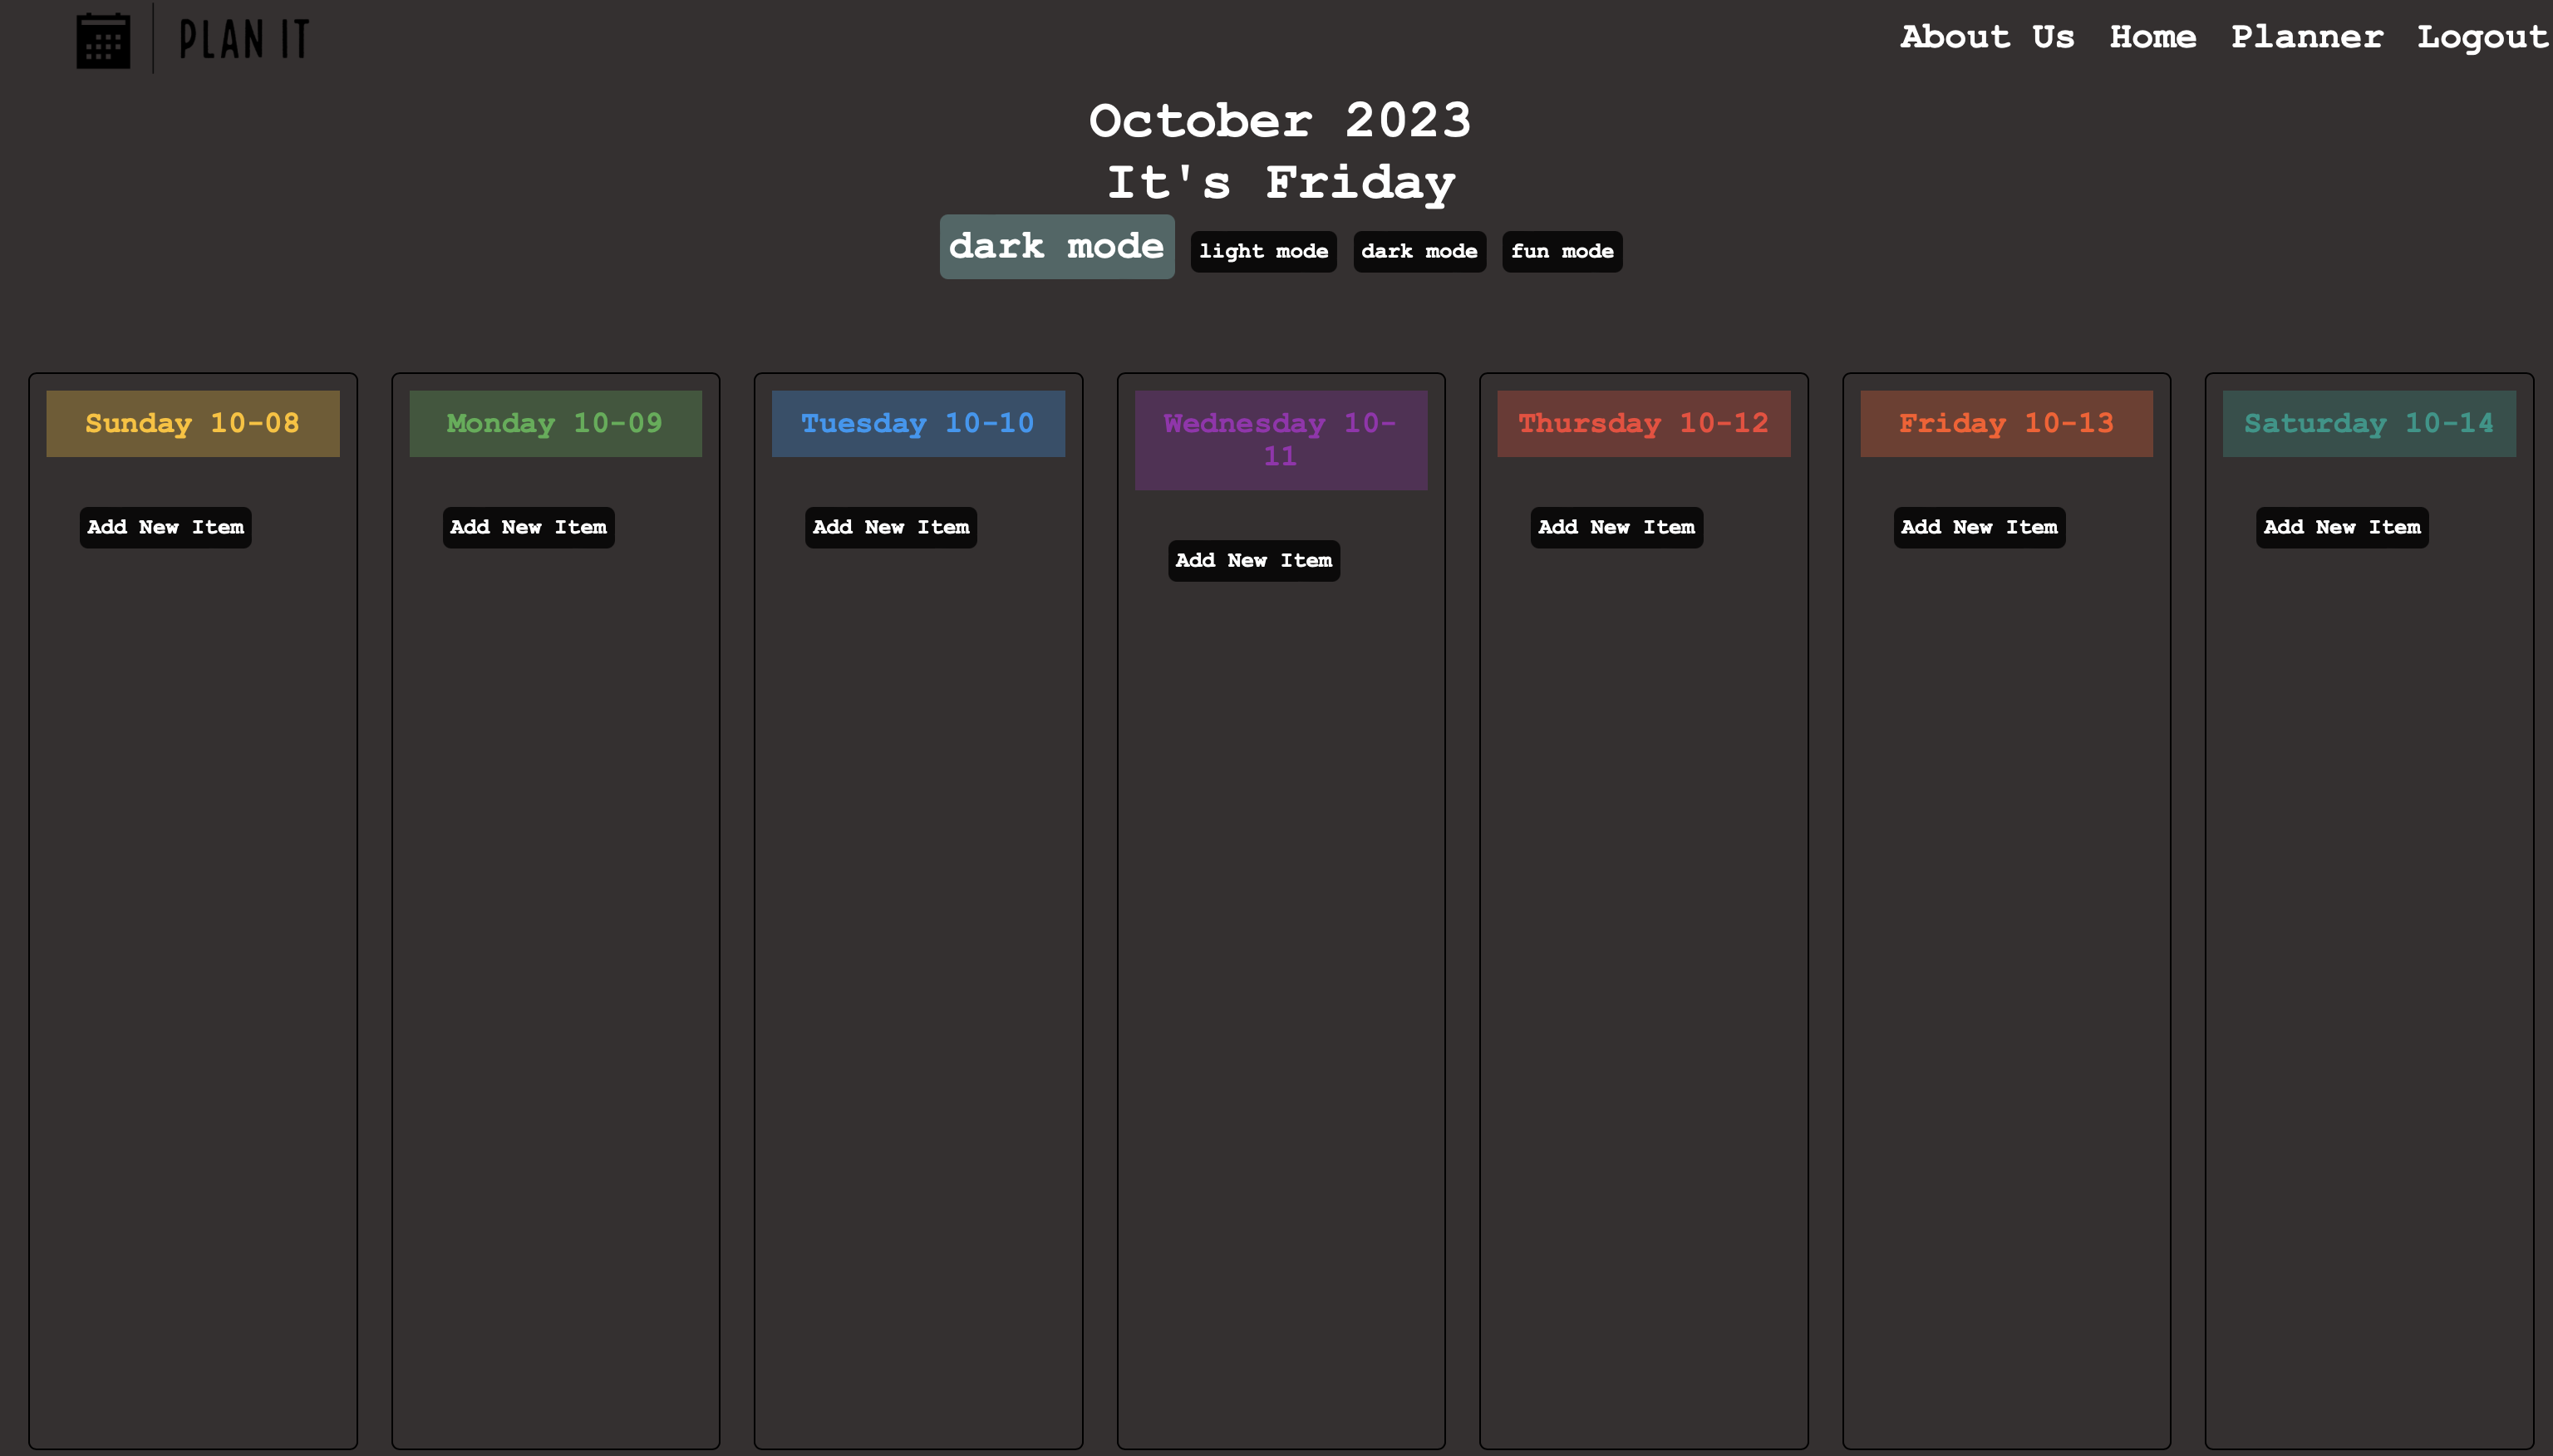 PLAN IT
About Us Home Planner Logout
October 2023
It's Friday
dark mode light mode dark mode fun mode
Sunday 10-08
Add New Item
Monday 10-09
Add New Item
Tuesday 10-10
Add New Item
Wednesday 10-
11
Add New Item
Thursday 10-12
Add New Item
Friday 10-13
Add New Item
Saturday 10-14
Add New Item